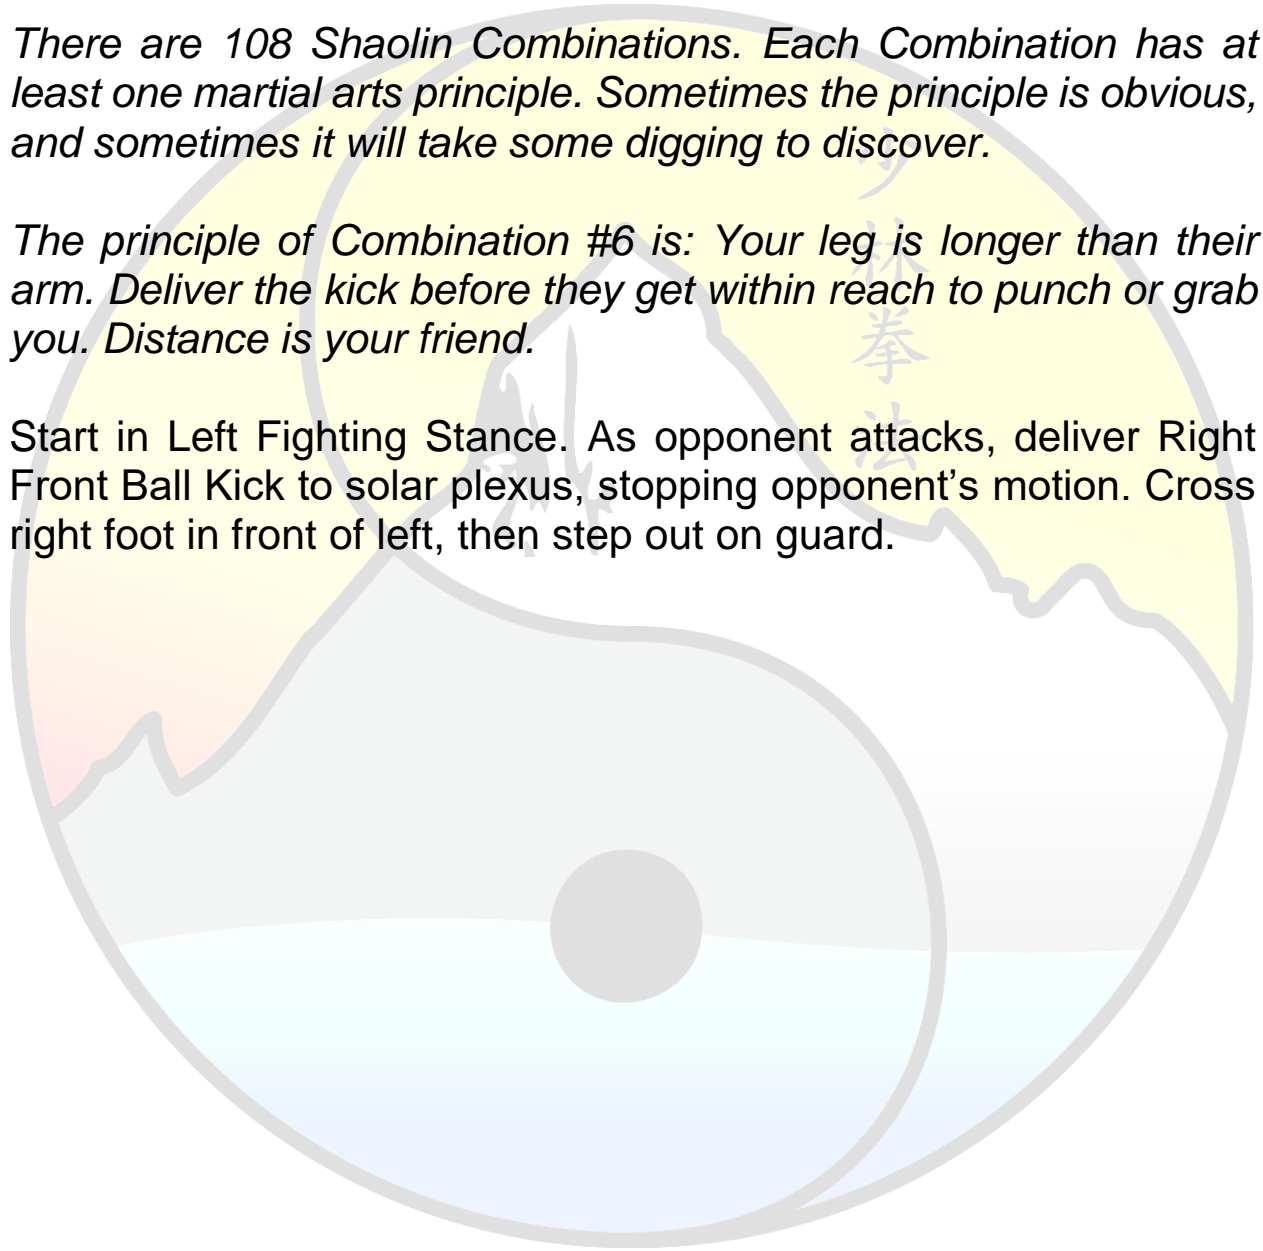 There are 108 Shaolin Combinations. Each Combination has at
least one martial arts principle. Sometimes the principle is obvious,
and sometimes it will take some digging to discover.
The principle of Combination #6 is: Your leg is longer than their
arm. Deliver the kick before they get within reach to punch or grab
you. Distance is your friend.
Start in Left Fighting Stance. As opponent attacks, deliver Right
Front Ball Kick to solar plexus, stopping opponent’s motion. Cross
right foot in front of left, then step out on guard.
少林拳法